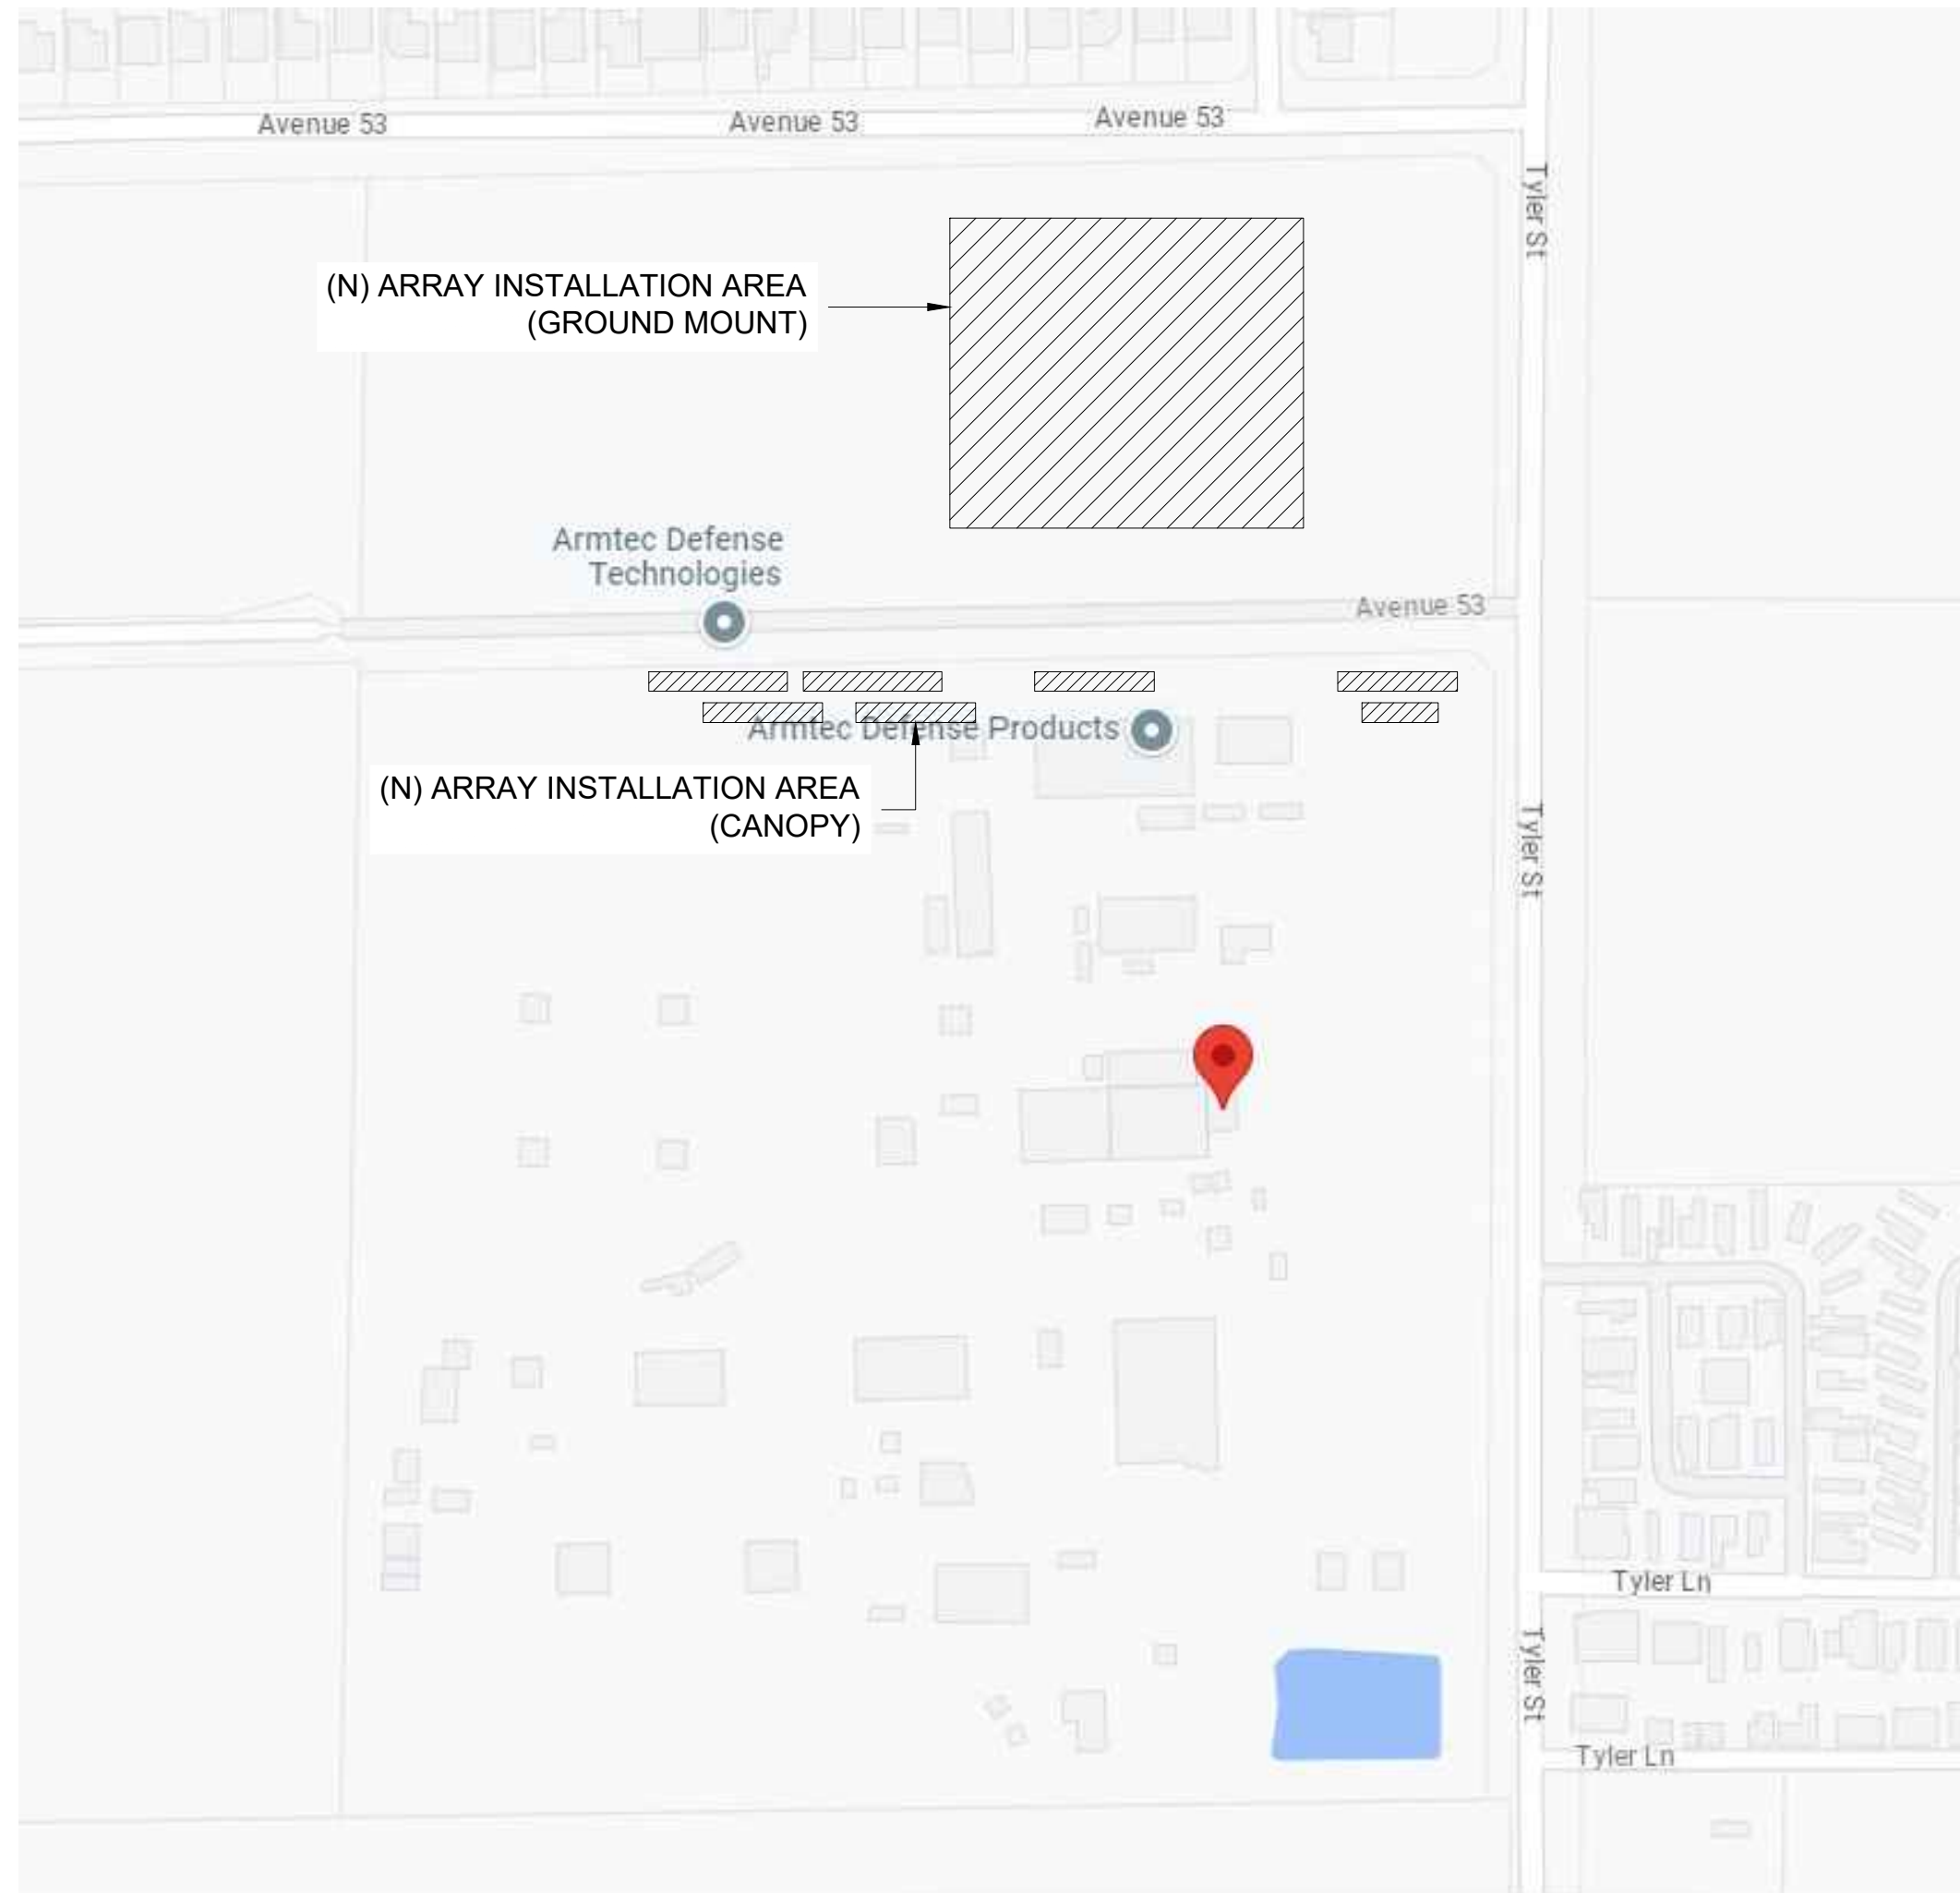 Avenue 53
Avenue 53
Avenue 53
Tyler St
(N) ARRAY INSTALLATION AREA
(GROUND MOUNT)
Armtec Defense
Technologies
Avenue 53
Armtec Defense Products
(N) ARRAY INSTALLATION AREA
(CANOPY)
Tyler St
Tyler Ln
Tyler St
Tyler Ln